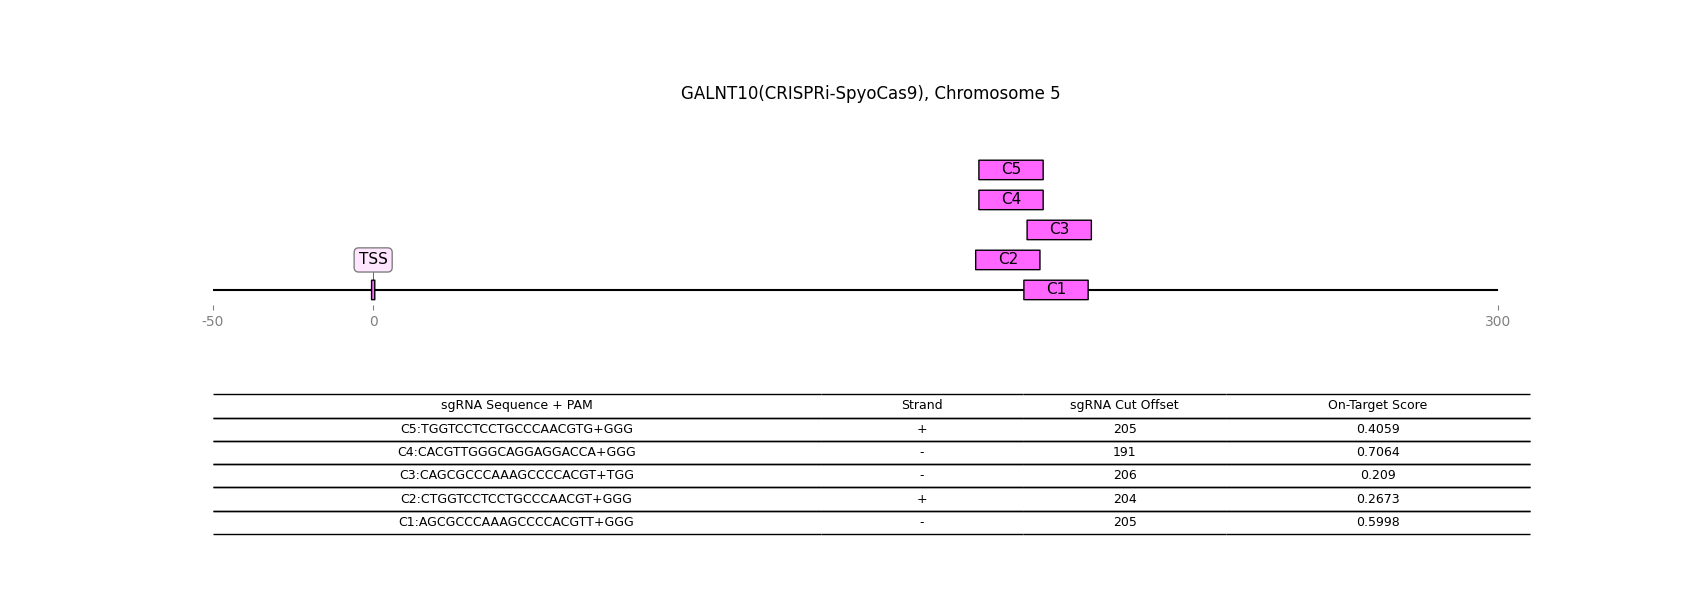 GALNT10(CRISPRi-SpyoCas9), Chromosome 5
C5
C4
C3
TSS
C2
C1
-50 0 300
sgRNA Sequence + PAM Strand sgRNA Cut Offset On-Target Score
C5:TGGTCCTCCTGCCCAACGTG+GGG + 205 0.4059
C4:CACGTTGGGCAGGAGGACCA+GGG - 191 0.7064
C3:CAGCGCCCAAAGCCCCACGT+TGG - 206 0.209
C2:CTGGTCCTCCTGCCCAACGT+GGG + 204 0.2673
C1:AGCGCCCAAAGCCCCACGTT+GGG - 205 0.5998